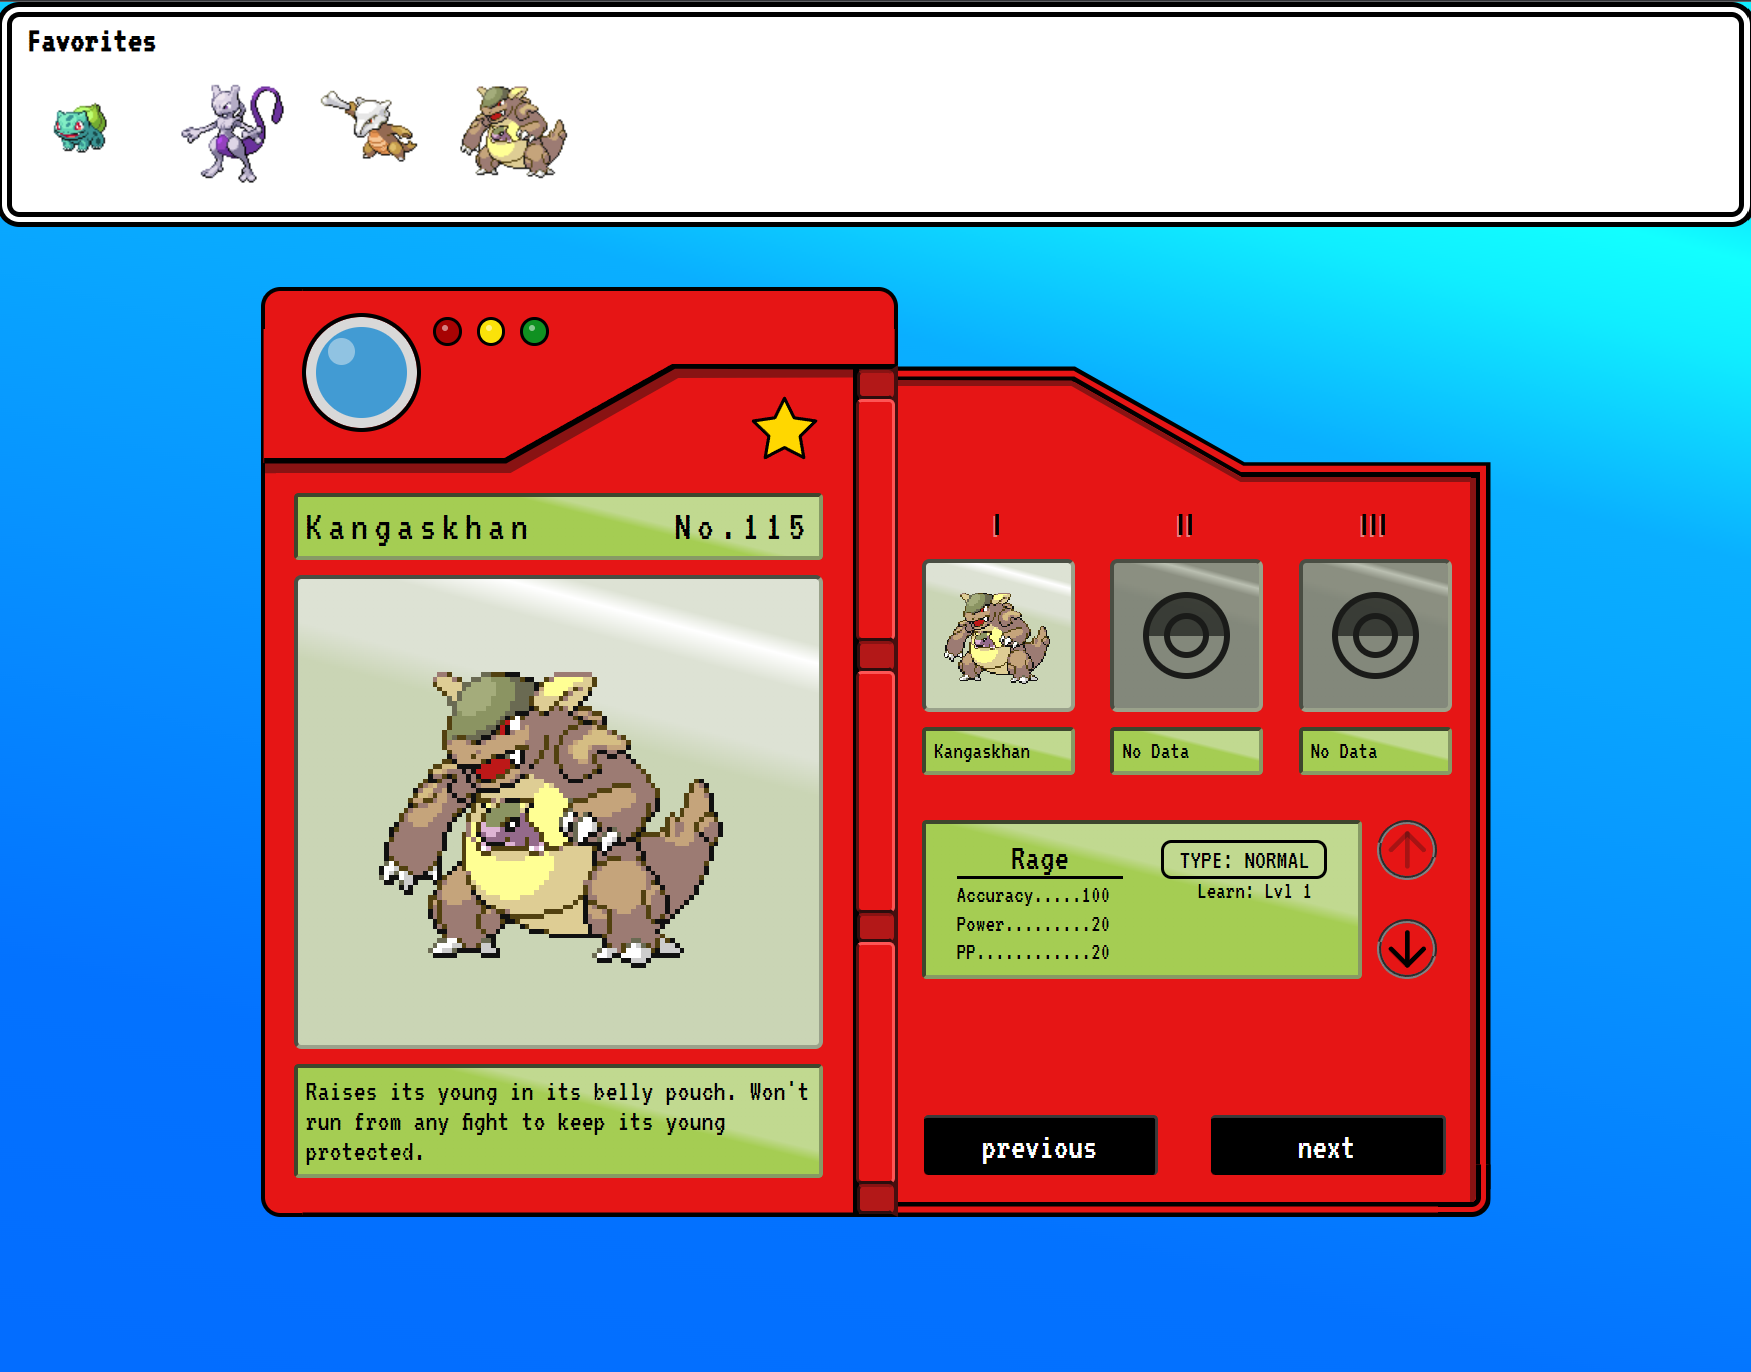 Favorites
Kangaskhan No.115
Raises its young in its belly pouch. Won't
run from any fight to keep its young
protected.
I II III
Kangaskhan No Data No Data
Rage TYPE: NORMAL
Learn: Lvl 1
Accuracy.....100
Power.........20
PP............20
previous next